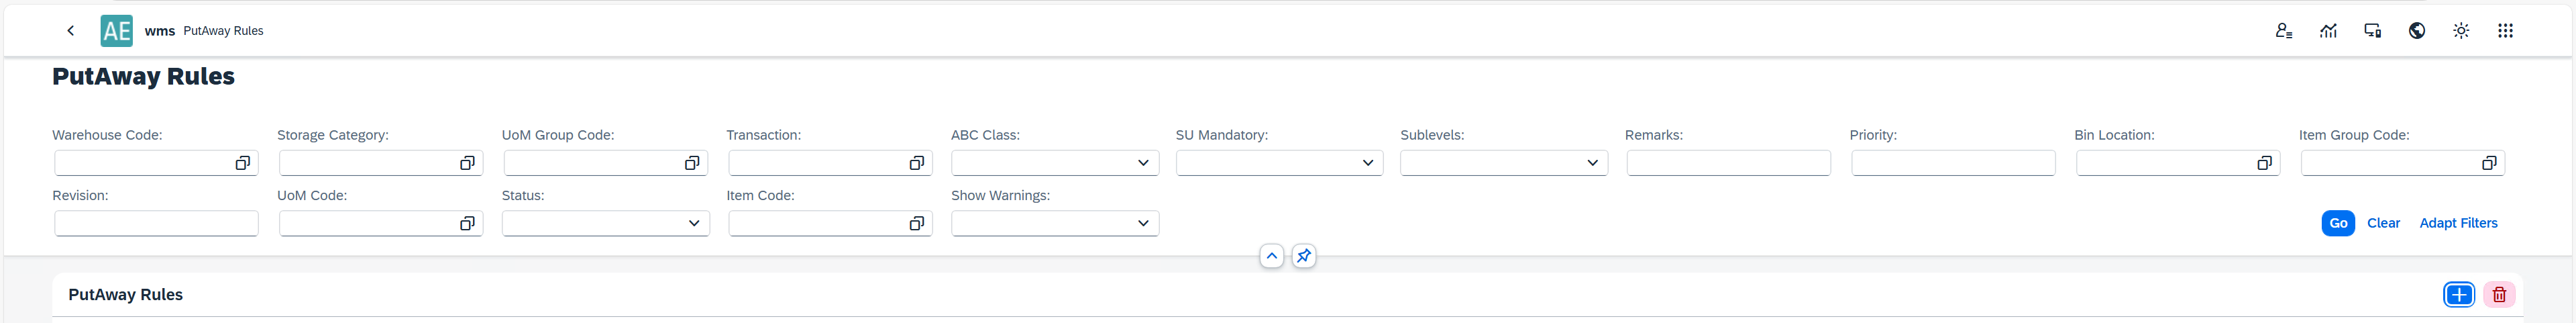 AE wms PutAway Rules
PutAway Rules
Warehouse Code: Storage Category: UoM Group Code: Transaction: ABC Class: SU Mandatory: Sublevels: Remarks: Priority: Bin Location: Item Group Code:
Revision: UoM Code: Status: Item Code: Show Warnings:
Go Clear Adapt Filters
PutAway Rules